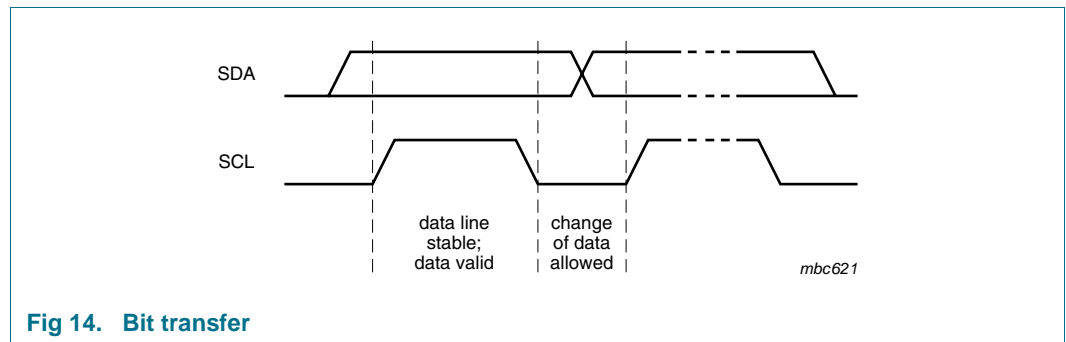 SDA
SCL
data line
stable;
data valid
change
of data
allowed
mbc621
Fig 14. Bit transfer